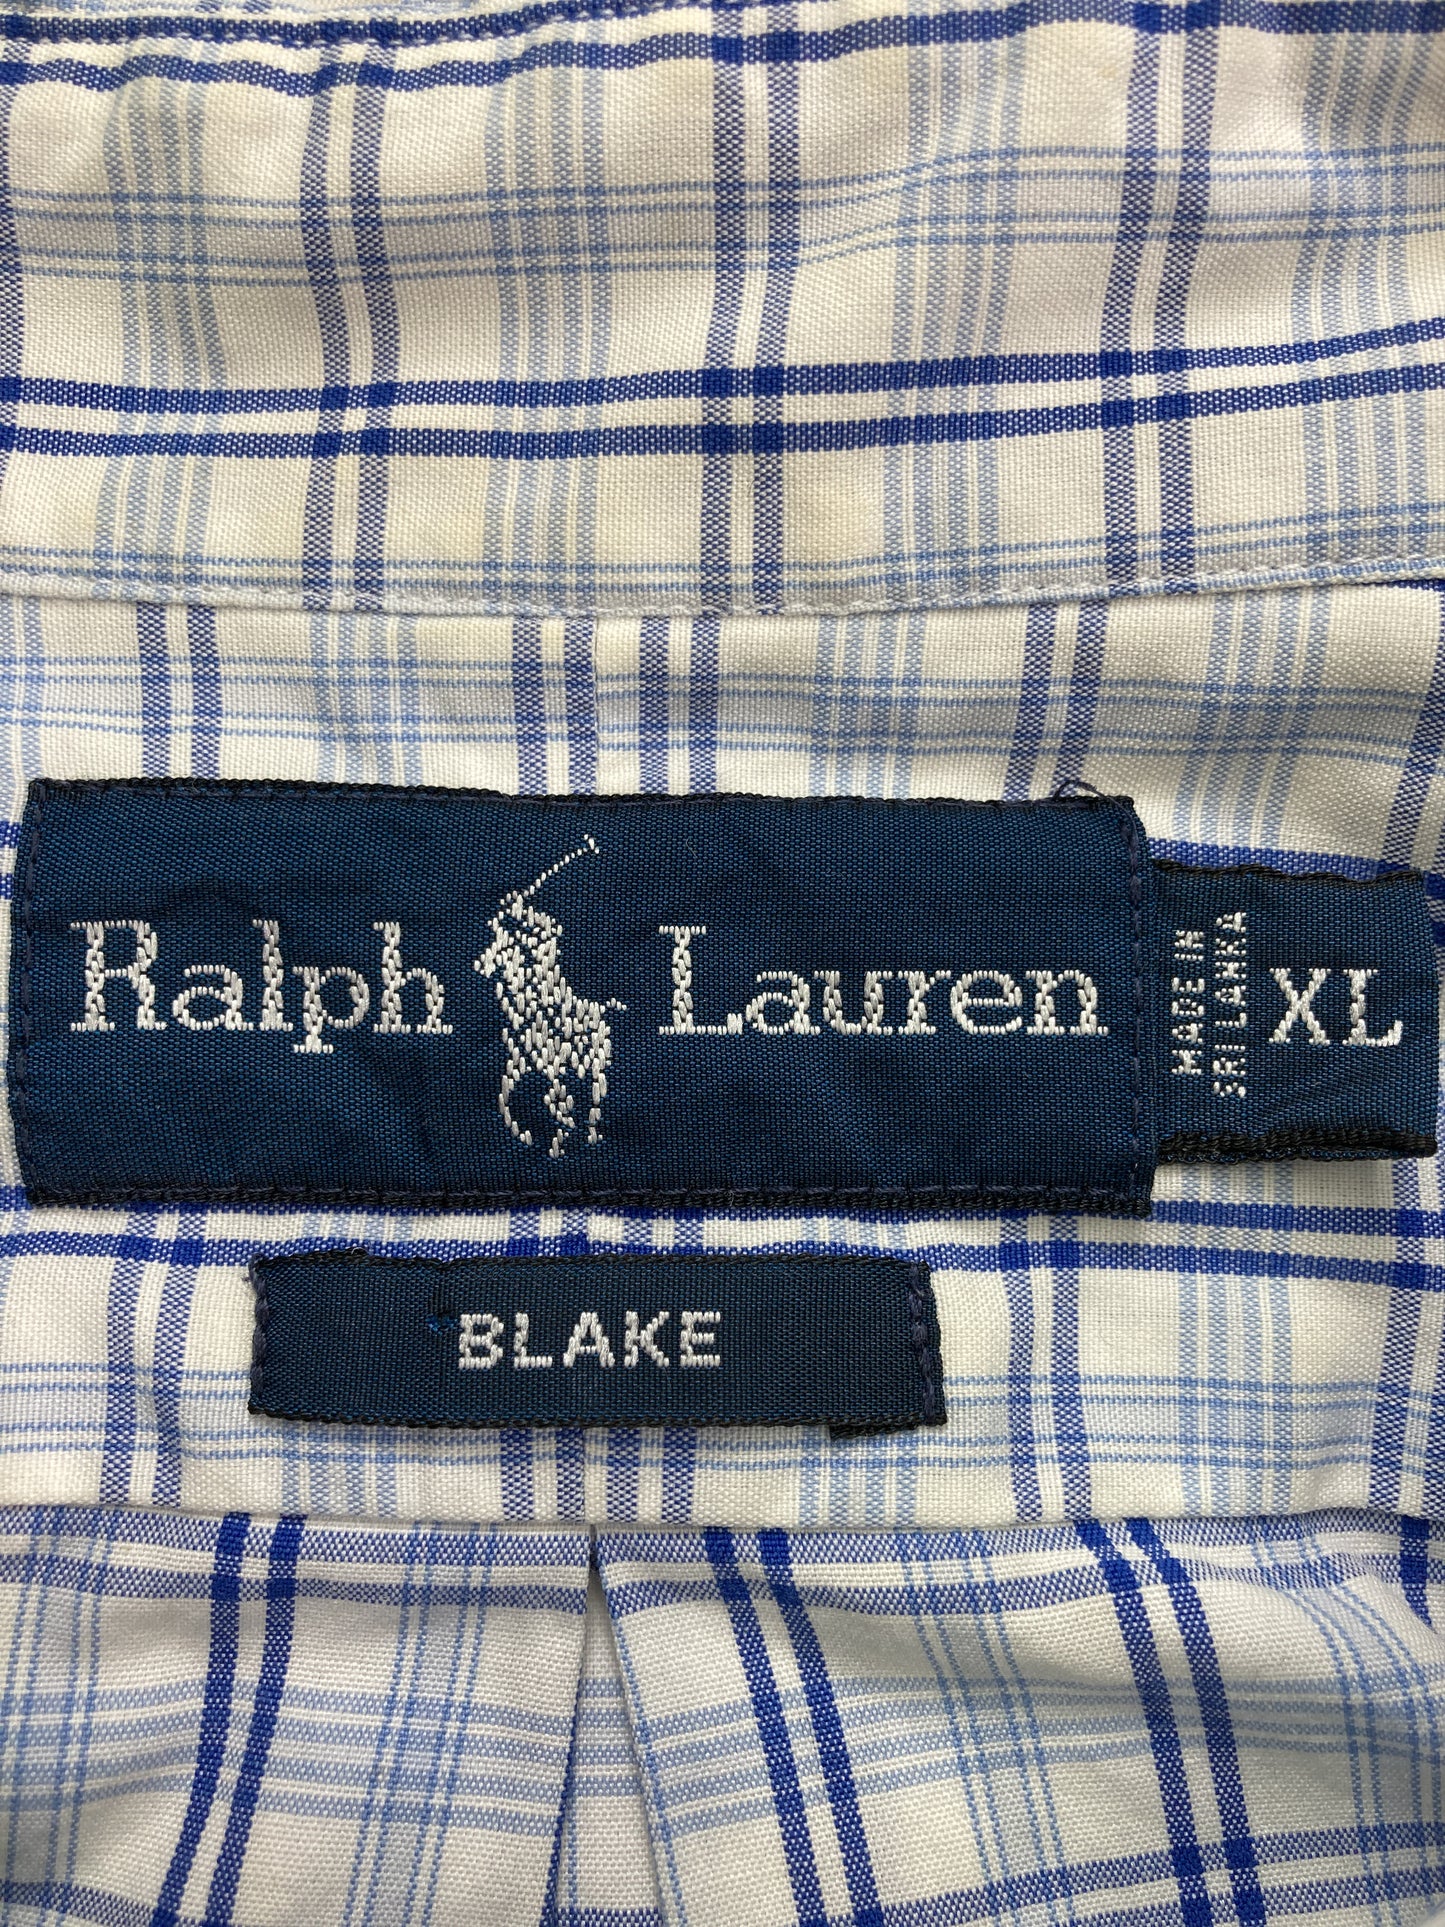 Ralph Lauren
MADE IN
SRI LANKA
XL
BLAKE